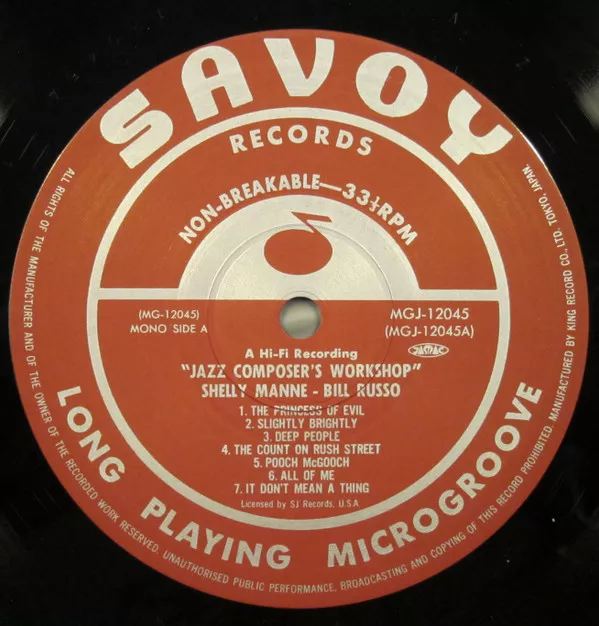 SAVOY
RECORDS
NON-BREAKABLE—33⅓RPM
(MG-12045)
MONO SIDE A
MGJ-12045
(MGJ-12045A)
JASRAC
A Hi-Fi Recording
"JAZZ COMPOSER'S WORKSHOP"
SHELLY MANNE - BILL RUSSO
1. THE PRINCESS OF EVIL
2. SLIGHTLY BRIGHTLY
3. DEEP PEOPLE
4. THE COUNT ON RUSH STREET
5. POOCH McGOOCH
6. ALL OF ME
7. IT DON'T MEAN A THING
Licensed by SJ Records, U.S.A.
LONG PLAYING MICROGROOVE
ALL RIGHTS OF THE MANUFACTURER AND OF THE OWNER OF THE RECORDED WORK RESERVED. UNAUTHORISED PUBLIC PERFORMANCE, BROADCASTING AND COPYING OF THIS RECORD PROHIBITED. MANUFACTURED BY KING RECORD CO., LTD. TOKYO, JAPAN.